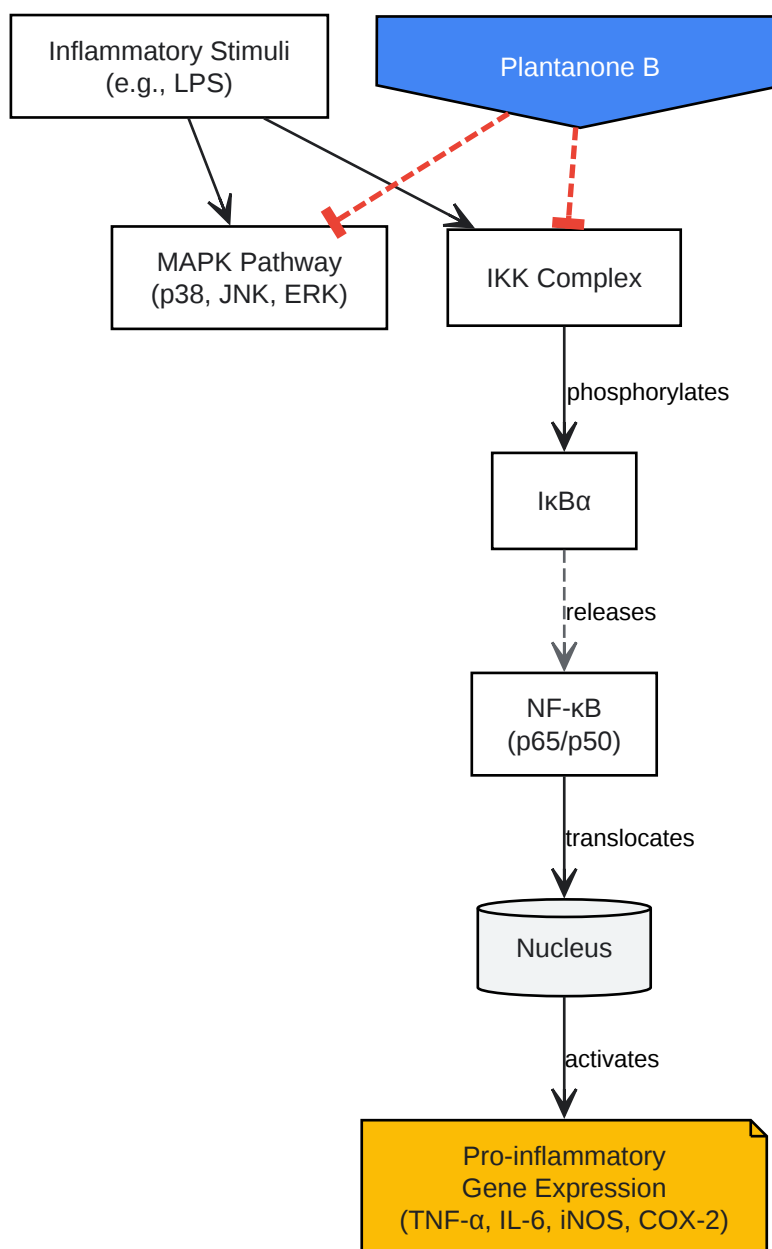 Inflammatory Stimuli
(e.g., LPS)
Plantanone B
MAPK Pathway
(p38, JNK, ERK)
IKK Complex
phosphorylates
IκBα
releases
NF-κB
(p65/p50)
translocates
Nucleus
activates
Pro-inflammatory
Gene Expression
(TNF-α, IL-6, iNOS, COX-2)